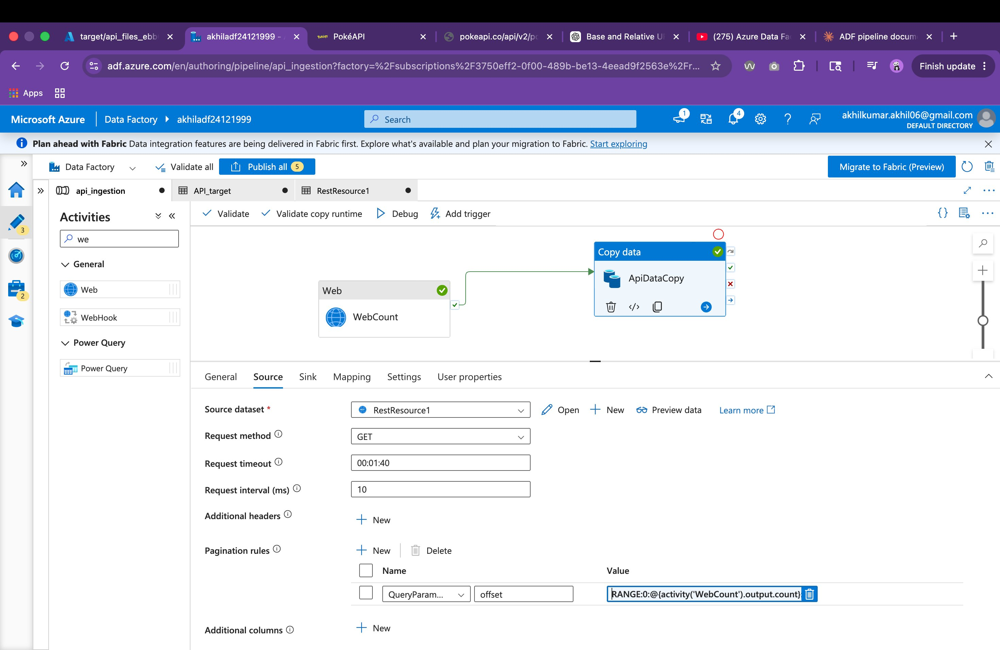 target/api_files_ebb
akhiladf24121999 -
PokéAPI
pokeapi.co/api/v2/po
Base and Relative U
(275) Azure Data Fa
ADF pipeline docum
adf.azure.com/en/authoring/pipeline/api_ingestion?factory=%2Fsubscriptions%2F3750eff2-0f00-489b-be13-4eead9f2563e%2Fr...
Finish update
Apps
Microsoft Azure
Data Factory
akhiladf24121999
Search
1
4
akhilkumar.akhil06@gmail.com
DEFAULT DIRECTORY
Plan ahead with Fabric Data integration features are being delivered in Fabric first. Explore what's available and plan your migration to Fabric. Start exploring
Data Factory
Validate all
Publish all 5
Migrate to Fabric (Preview)
api_ingestion
API_target
RestResource1
3
2
Activities
we
General
Web
WebHook
Power Query
Power Query
Validate
Validate copy runtime
Debug
Add trigger
Web
WebCount
Copy data
ApiDataCopy
General
Source
Sink
Mapping
Settings
User properties
Source dataset *
RestResource1
Open
New
Preview data
Learn more
Request method
GET
Request timeout
00:01:40
Request interval (ms)
10
Additional headers
New
Pagination rules
New
Delete
Name
Value
QueryParam...
offset
RANGE:0:@{activity('WebCount').output.count}
Additional columns
New